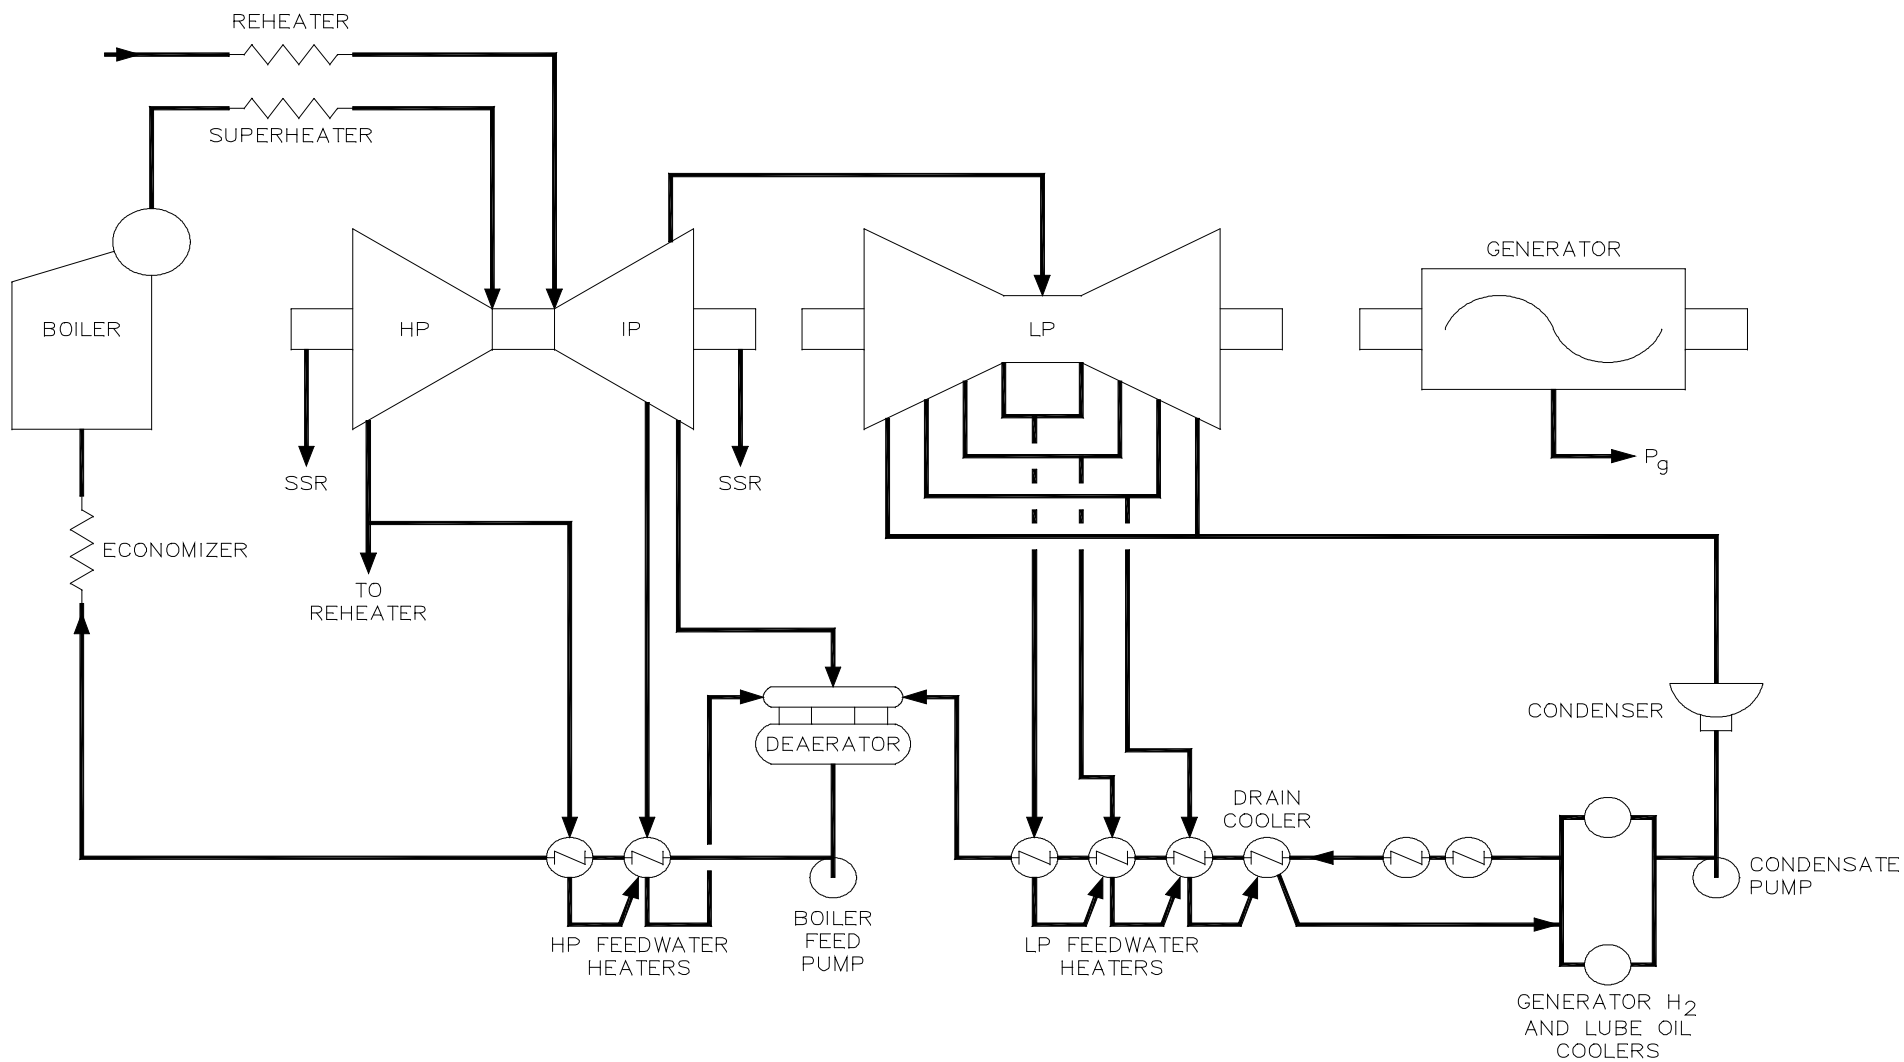 REHEATER
SUPERHEATER
GENERATOR
BOILER
HP
IP
LP
SSR
SSR
Pg
ECONOMIZER
TO
REHEATER
CONDENSER
DEAERATOR
DRAIN
COOLER
CONDENSATE
PUMP
BOILER
FEED
PUMP
HP FEEDWATER
HEATERS
LP FEEDWATER
HEATERS
GENERATOR H2
AND LUBE OIL
COOLERS